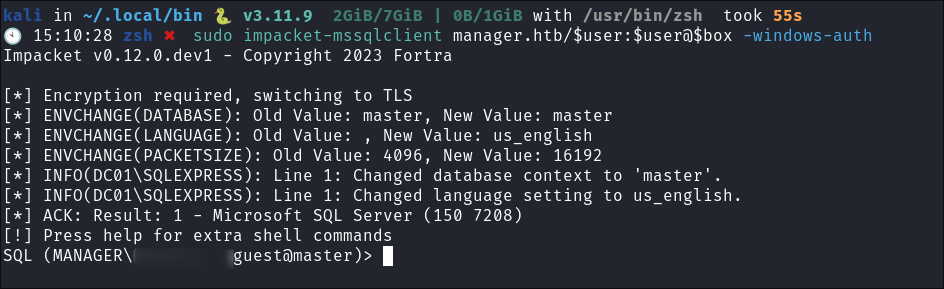 kali in ~/.local/bin 🐍 v3.11.9 2GiB/7GiB | 0B/1GiB with /usr/bin/zsh took 55s
🕙 15:10:28 zsh ✖ sudo impacket-mssqlclient manager.htb/$user:$user@$box -windows-auth
Impacket v0.12.0.dev1 - Copyright 2023 Fortra
[*] Encryption required, switching to TLS
[*] ENVCHANGE(DATABASE): Old Value: master, New Value: master
[*] ENVCHANGE(LANGUAGE): Old Value: , New Value: us_english
[*] ENVCHANGE(PACKETSIZE): Old Value: 4096, New Value: 16192
[*] INFO(DC01\SQLEXPRESS): Line 1: Changed database context to 'master'.
[*] INFO(DC01\SQLEXPRESS): Line 1: Changed language setting to us_english.
[*] ACK: Result: 1 - Microsoft SQL Server (150 7208)
[!] Press help for extra shell commands
SQL (MANAGER\ guest@master)>